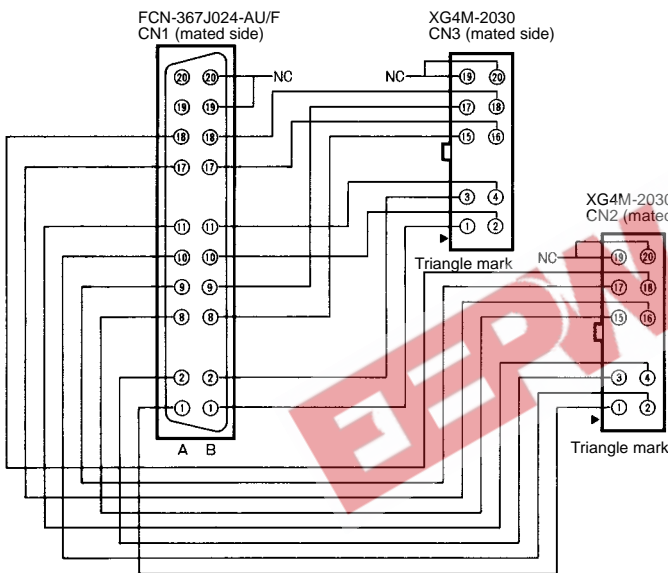 FCN-367J024-AU/F
CN1 (mated side)
XG4M-2030
CN3 (mated side)
20 20 NC
19 19
18 18
17 17
11 11
10 10
9 9
8 8
2 2
1 1
A B
NC 19 20
17 18
15 16
3 4
1 2
Triangle mark
XG4M-2030
CN2 (mated
NC 19 20
17 18
15 16
3 4
1 2
Triangle mark
EEPW